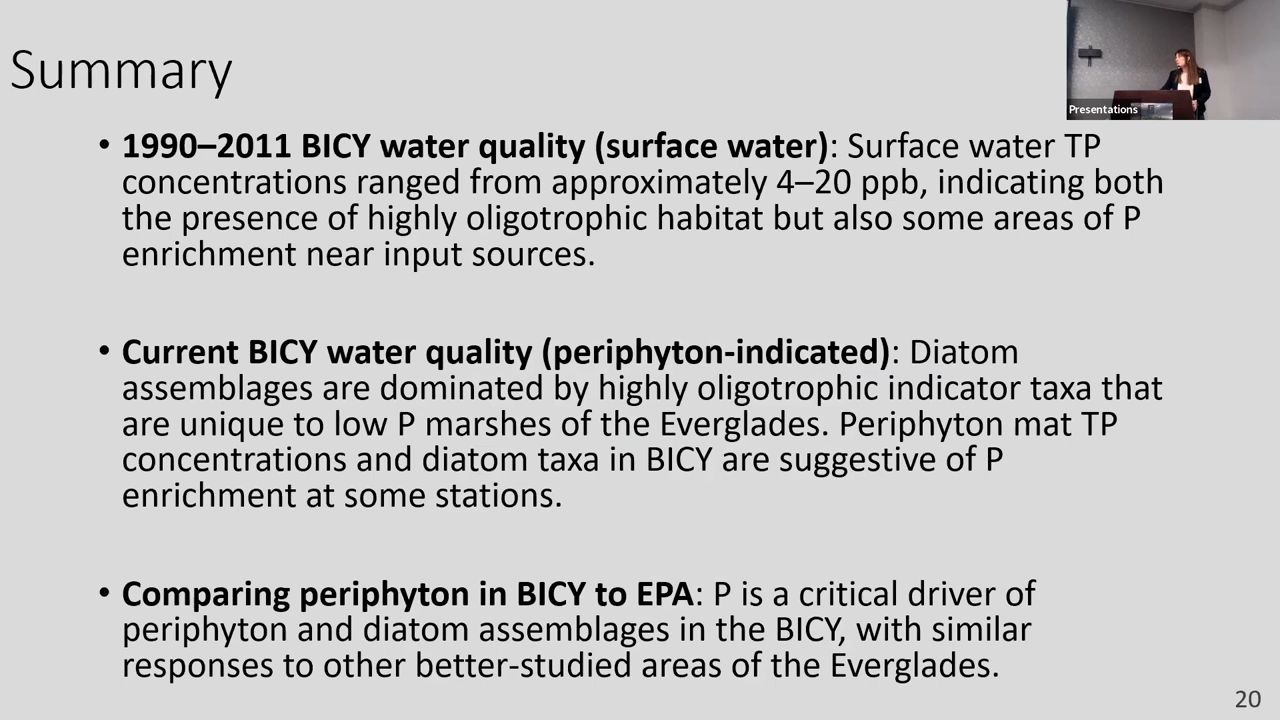 Summary
Presentations
• 1990–2011 BICY water quality (surface water): Surface water TP
concentrations ranged from approximately 4–20 ppb, indicating both
the presence of highly oligotrophic habitat but also some areas of P
enrichment near input sources.
• Current BICY water quality (periphyton-indicated): Diatom
assemblages are dominated by highly oligotrophic indicator taxa that
are unique to low P marshes of the Everglades. Periphyton mat TP
concentrations and diatom taxa in BICY are suggestive of P
enrichment at some stations.
• Comparing periphyton in BICY to EPA: P is a critical driver of
periphyton and diatom assemblages in the BICY, with similar
responses to other better-studied areas of the Everglades.
20